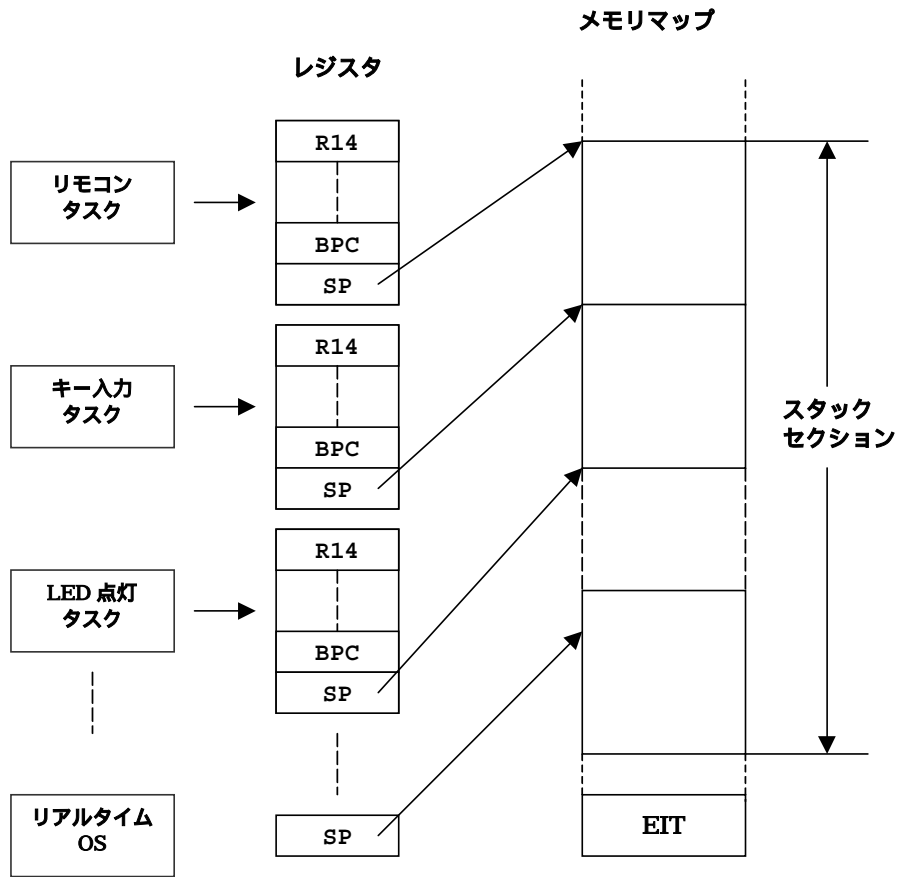 メモリマップ
レジスタ
リモコン
タスク
R14
BPC
SP
キー入力
タスク
R14
BPC
SP
スタック
セクション
LED 点灯
タスク
R14
BPC
SP
リアルタイム
OS
SP
EIT